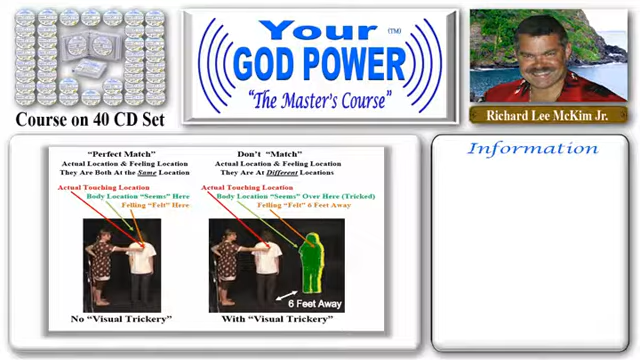 Course on 40 CD Set
Your (TM)
GOD POWER
"The Master's Course"
Richard Lee McKim Jr.
"Perfect Match"
Actual Location & Feeling Location
They Are Both At the Same Location
Actual Touching Location
Body Location "Seems" Here
Felling "Felt" Here
No "Visual Trickery"
Don't "Match"
Actual Location & Feeling Location
They Are At Different Locations
Actual Touching Location
Body Location "Seems" Over Here (Tricked)
Felling "Felt" 6 Feet Away
6 Feet Away
With "Visual Trickery"
Information